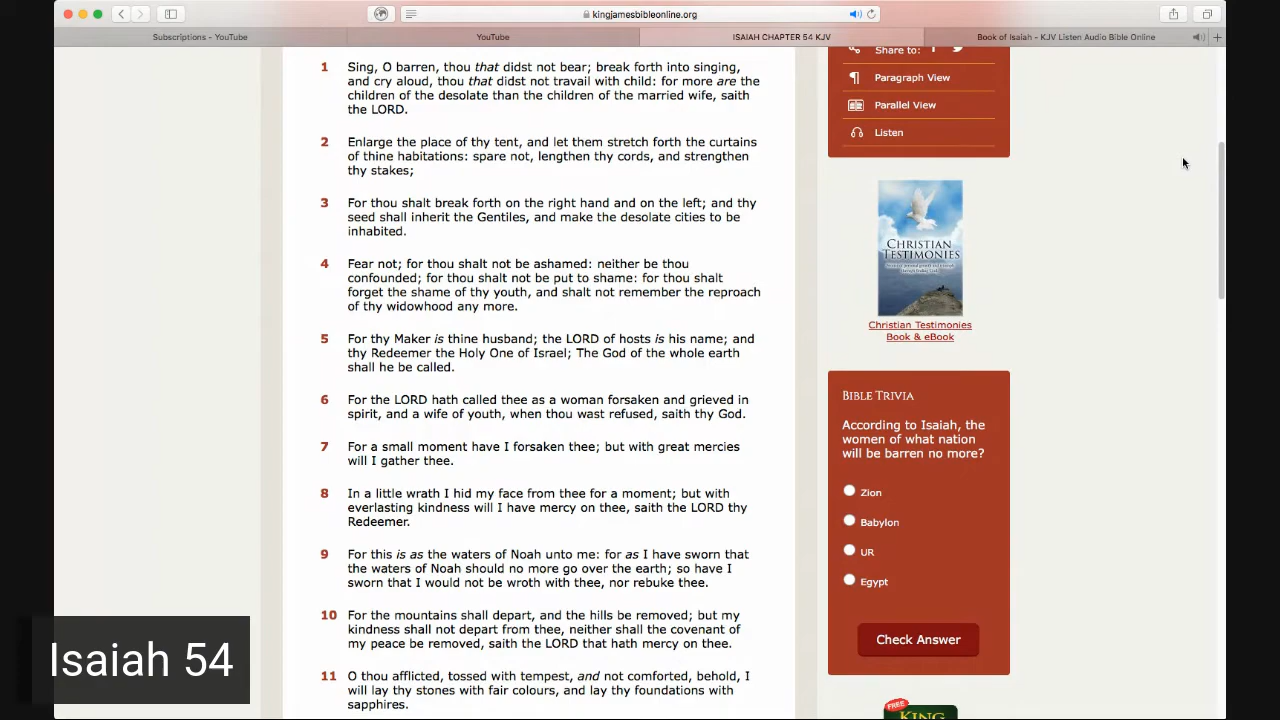 kingjamesbibleonline.org
Subscriptions - YouTube
YouTube
ISAIAH CHAPTER 54 KJV
Book of Isaiah - KJV Listen Audio Bible Online
1 Sing, O barren, thou that didst not bear; break forth into singing,
and cry aloud, thou that didst not travail with child: for more are the
children of the desolate than the children of the married wife, saith
the LORD.
2 Enlarge the place of thy tent, and let them stretch forth the curtains
of thine habitations: spare not, lengthen thy cords, and strengthen
thy stakes;
3 For thou shalt break forth on the right hand and on the left; and thy
seed shall inherit the Gentiles, and make the desolate cities to be
inhabited.
4 Fear not; for thou shalt not be ashamed: neither be thou
confounded; for thou shalt not be put to shame: for thou shalt
forget the shame of thy youth, and shalt not remember the reproach
of thy widowhood any more.
5 For thy Maker is thine husband; the LORD of hosts is his name; and
thy Redeemer the Holy One of Israel; The God of the whole earth
shall he be called.
6 For the LORD hath called thee as a woman forsaken and grieved in
spirit, and a wife of youth, when thou wast refused, saith thy God.
7 For a small moment have I forsaken thee; but with great mercies
will I gather thee.
8 In a little wrath I hid my face from thee for a moment; but with
everlasting kindness will I have mercy on thee, saith the LORD thy
Redeemer.
9 For this is as the waters of Noah unto me: for as I have sworn that
the waters of Noah should no more go over the earth; so have I
sworn that I would not be wroth with thee, nor rebuke thee.
10 For the mountains shall depart, and the hills be removed; but my
kindness shall not depart from thee, neither shall the covenant of
my peace be removed, saith the LORD that hath mercy on thee.
11 O thou afflicted, tossed with tempest, and not comforted, behold, I
will lay thy stones with fair colours, and lay thy foundations with
sapphires.
Share to:
Paragraph View
Parallel View
Listen
CHRISTIAN
TESTIMONIES
Christian Testimonies
Book & eBook
BIBLE TRIVIA
According to Isaiah, the
women of what nation
will be barren no more?
Zion
Babylon
UR
Egypt
Check Answer
FREE
KING
Isaiah 54